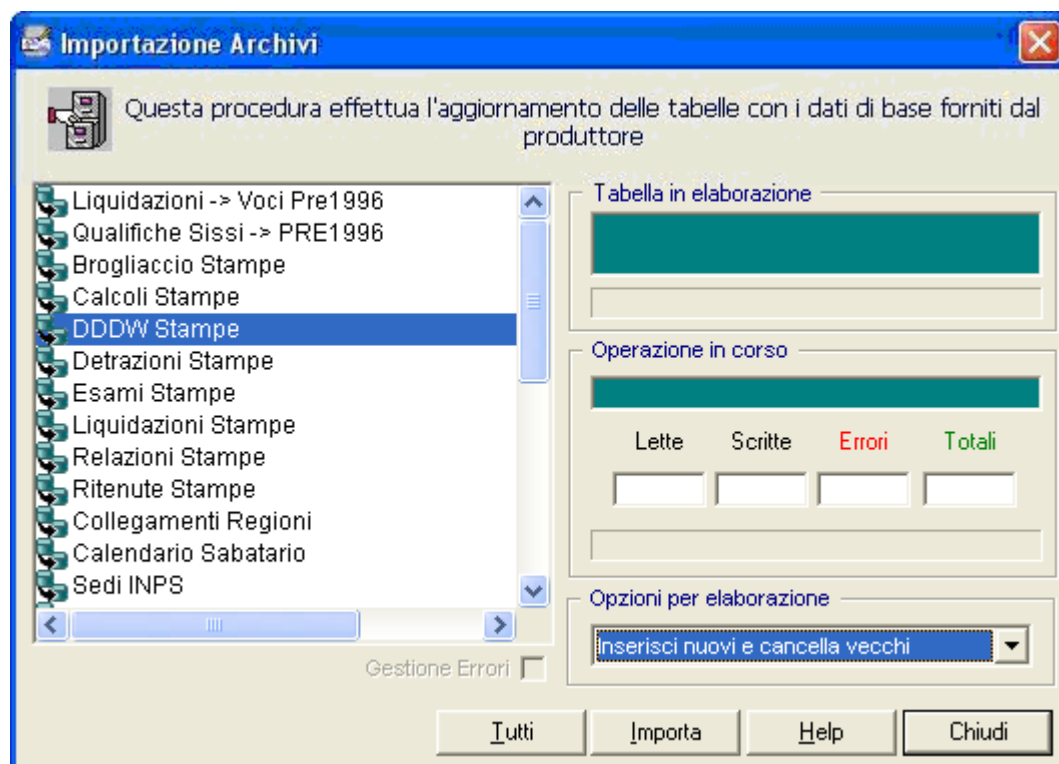 Importazione Archivi
Questa procedura effettua l'aggiornamento delle tabelle con i dati di base forniti dal
produttore
Liquidazioni -> Voci Pre1996
Qualifiche Sissi -> PRE1996
Brogliaccio Stampe
Calcoli Stampe
DDDW Stampe
Detrazioni Stampe
Esami Stampe
Liquidazioni Stampe
Relazioni Stampe
Ritenute Stampe
Collegamenti Regioni
Calendario Sabatario
Sedi INPS
Gestione Errori
Tabella in elaborazione
Operazione in corso
Lette Scritte Errori Totali
Opzioni per elaborazione
Inserisci nuovi e cancella vecchi
Tutti Importa Help Chiudi